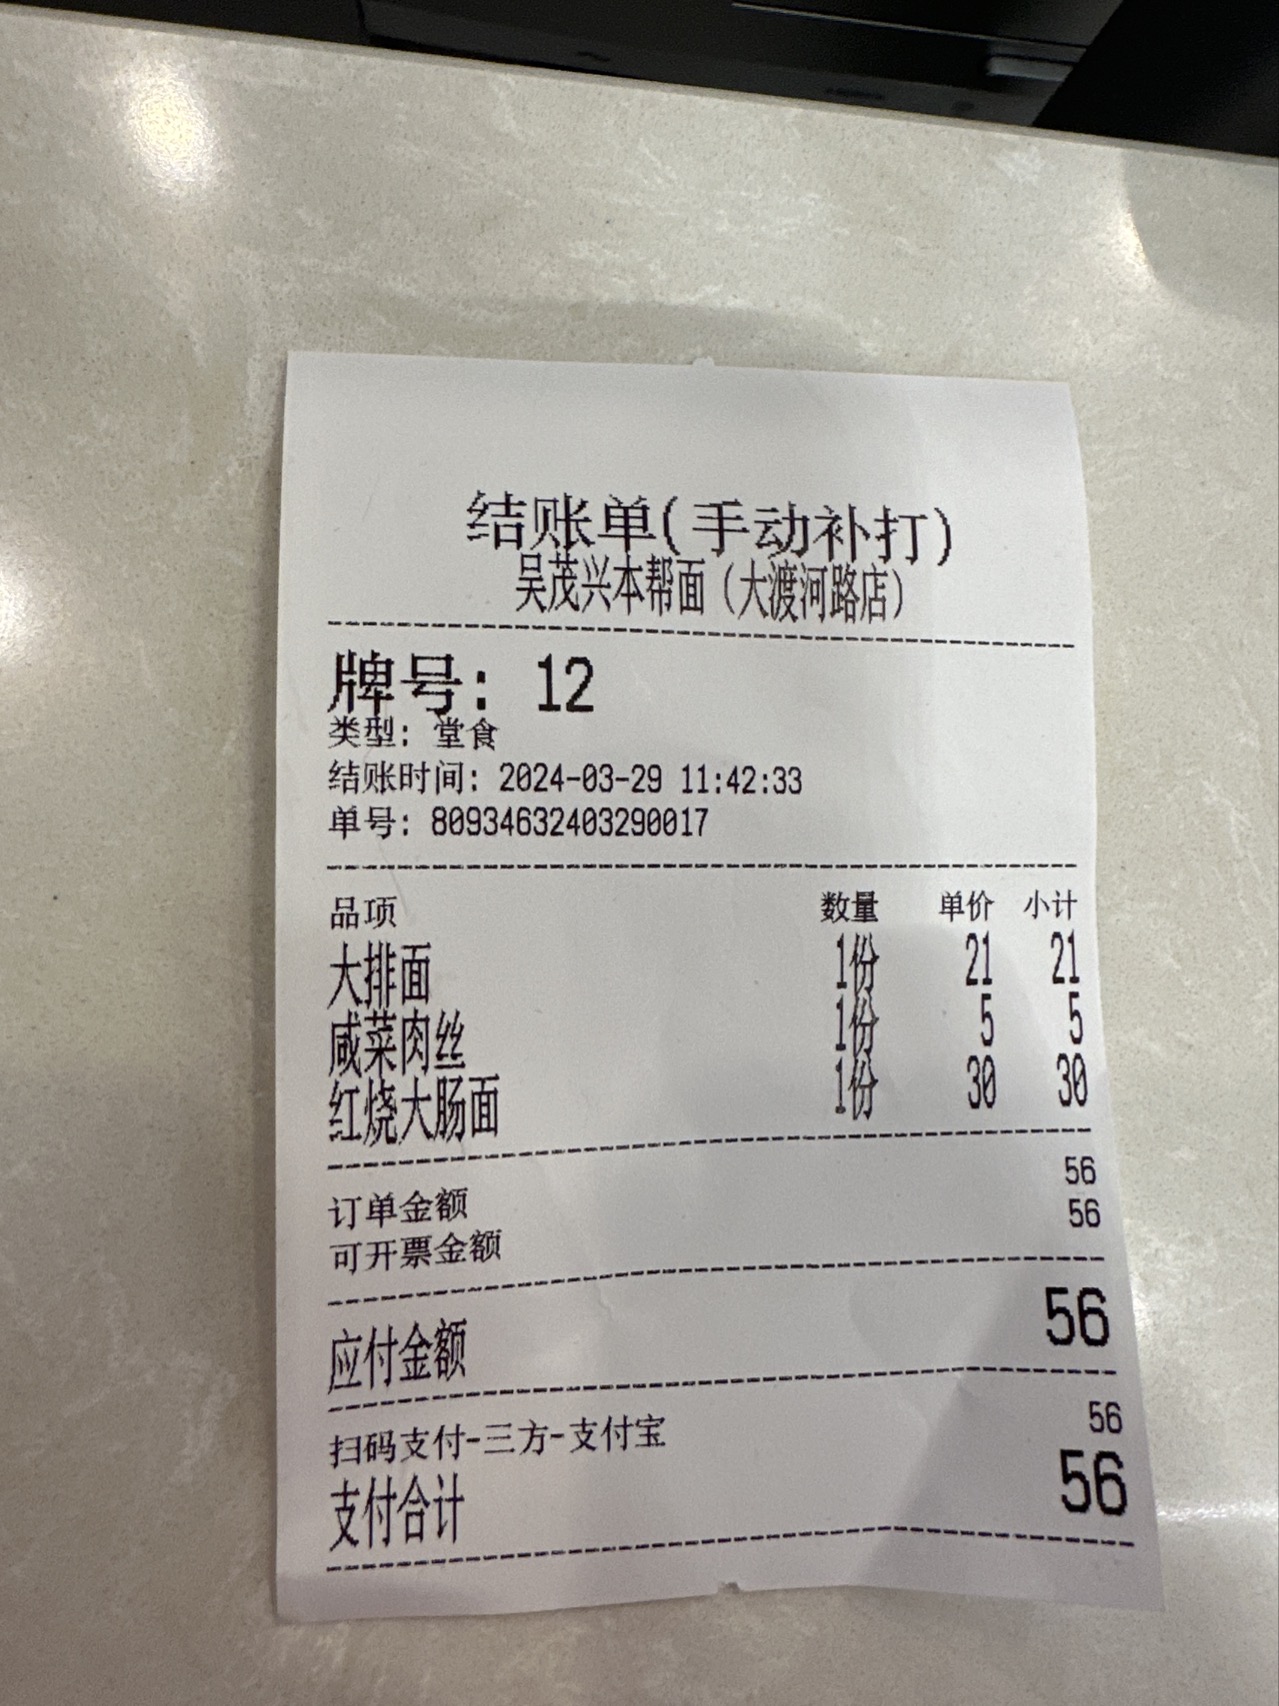 结账单(手动补打)
吴茂兴本帮面（大渡河路店）
牌号: 12
类型: 堂食
结账时间: 2024-03-29 11:42:33
单号: 80934632403290017
品项 数量 单价 小计
大排面 1份 21 21
咸菜肉丝 1份 5 5
红烧大肠面 1份 30 30
订单金额 56
可开票金额 56
应付金额 56
扫码支付-三方-支付宝 56
支付合计 56